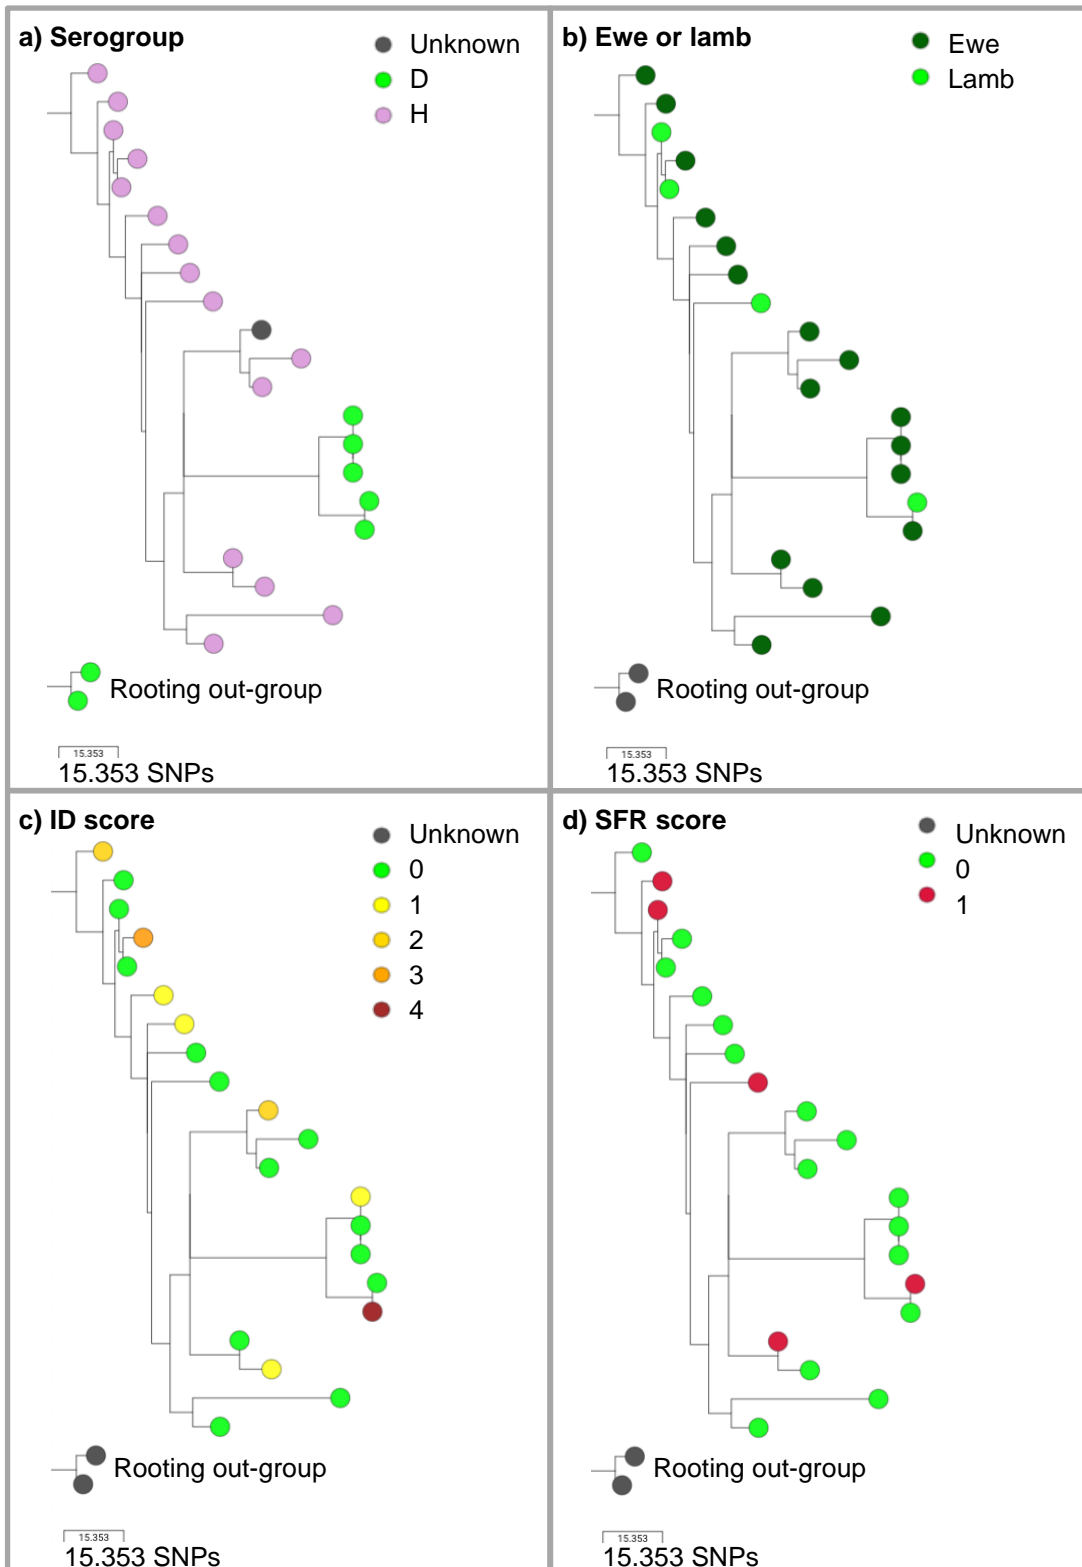 a) Serogroup
Unknown
D
H
Rooting out-group
15.353
15.353 SNPs
b) Ewe or lamb
Ewe
Lamb
Rooting out-group
15.353
15.353 SNPs
c) ID score
Unknown
0
1
2
3
4
Rooting out-group
15.353
15.353 SNPs
d) SFR score
Unknown
0
1
Rooting out-group
15.353
15.353 SNPs